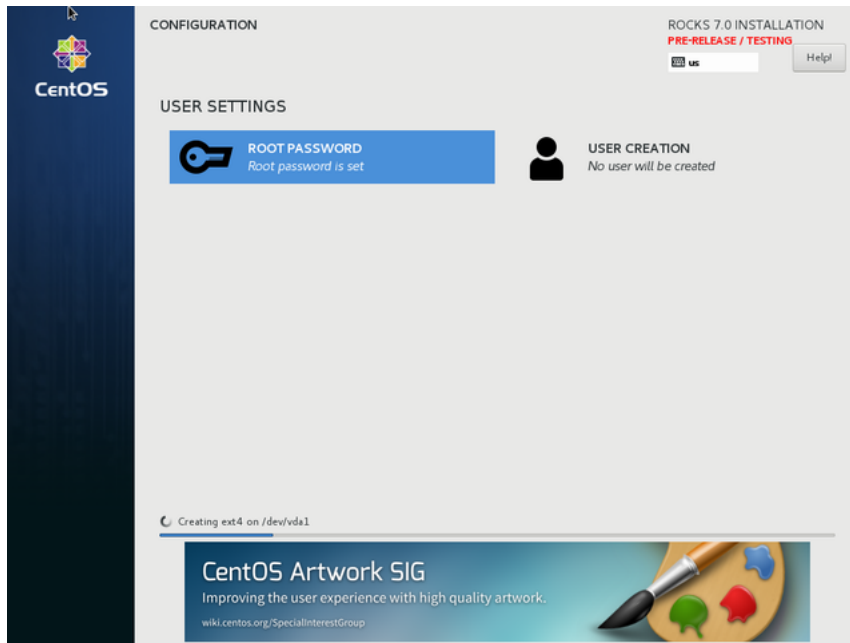 CentOS
CONFIGURATION
ROCKS 7.0 INSTALLATION
PRE-RELEASE / TESTING
us
Help!
USER SETTINGS
ROOT PASSWORD
Root password is set
USER CREATION
No user will be created
Creating ext4 on /dev/vda1
CentOS Artwork SIG
Improving the user experience with high quality artwork.
wiki.centos.org/SpecialInterestGroup